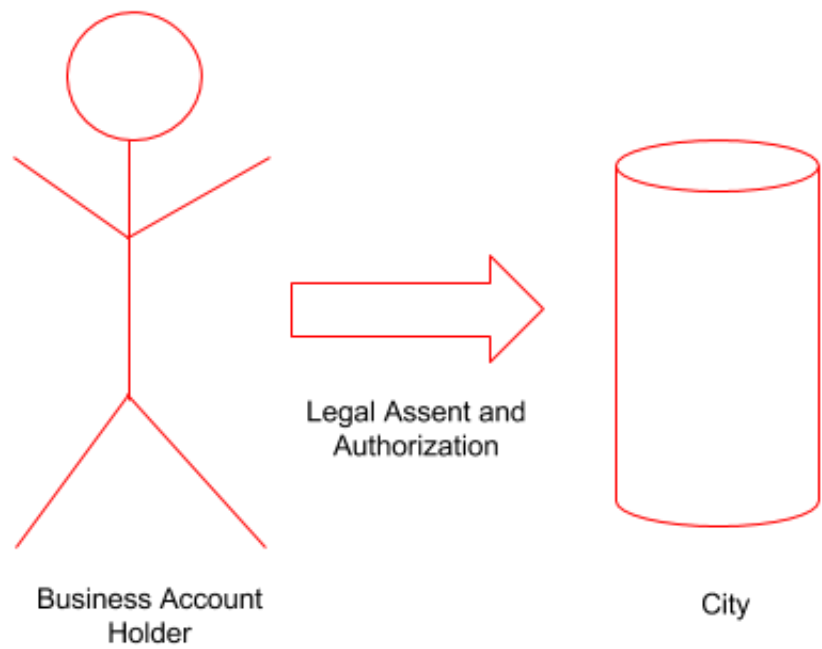 Legal Assent and
Authorization
Business Account
Holder
City